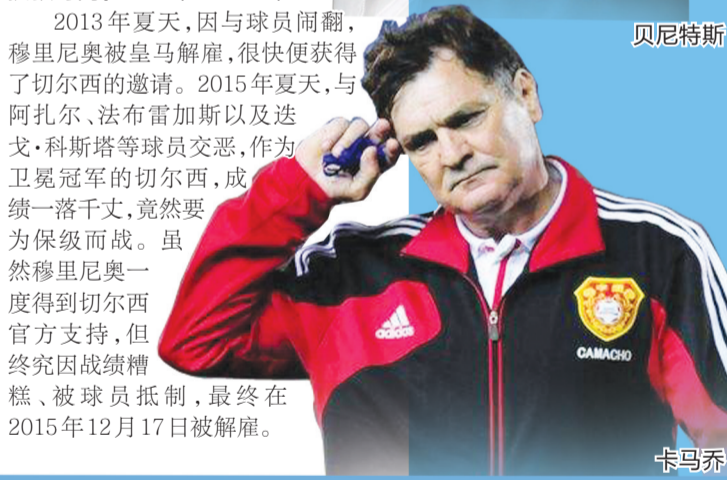 2013年夏天,因与球员闹翻,
穆里尼奥被皇马解雇,很快便获得
了切尔西的邀请。2015年夏天,与
阿扎尔、法布雷加斯以及迭
戈·科斯塔等球员交恶,作为
卫冕冠军的切尔西,成
绩一落千丈,竟然要
为保级而战。虽
然穆里尼奥一
度得到切尔西
官方支持,但
终究因战绩糟
糕、被球员抵制,最终在
2015年12月17日被解雇。
贝尼特斯
adidas
中国
CAMACHO
卡马乔